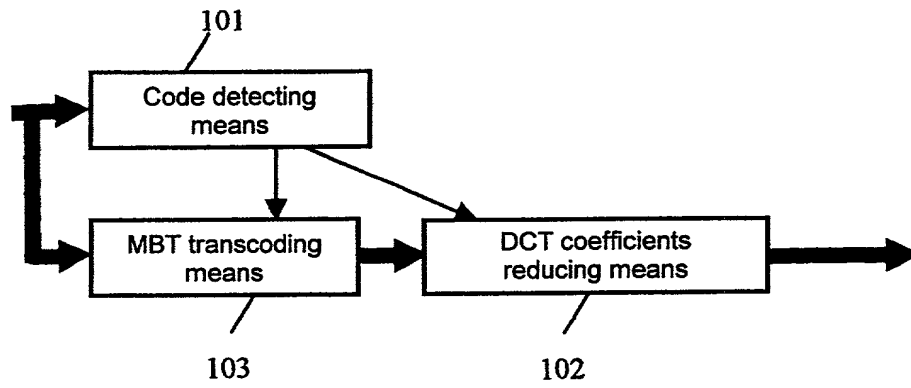 101
Code detecting
means
MBT transcoding
means
DCT coefficients
reducing means
103
102